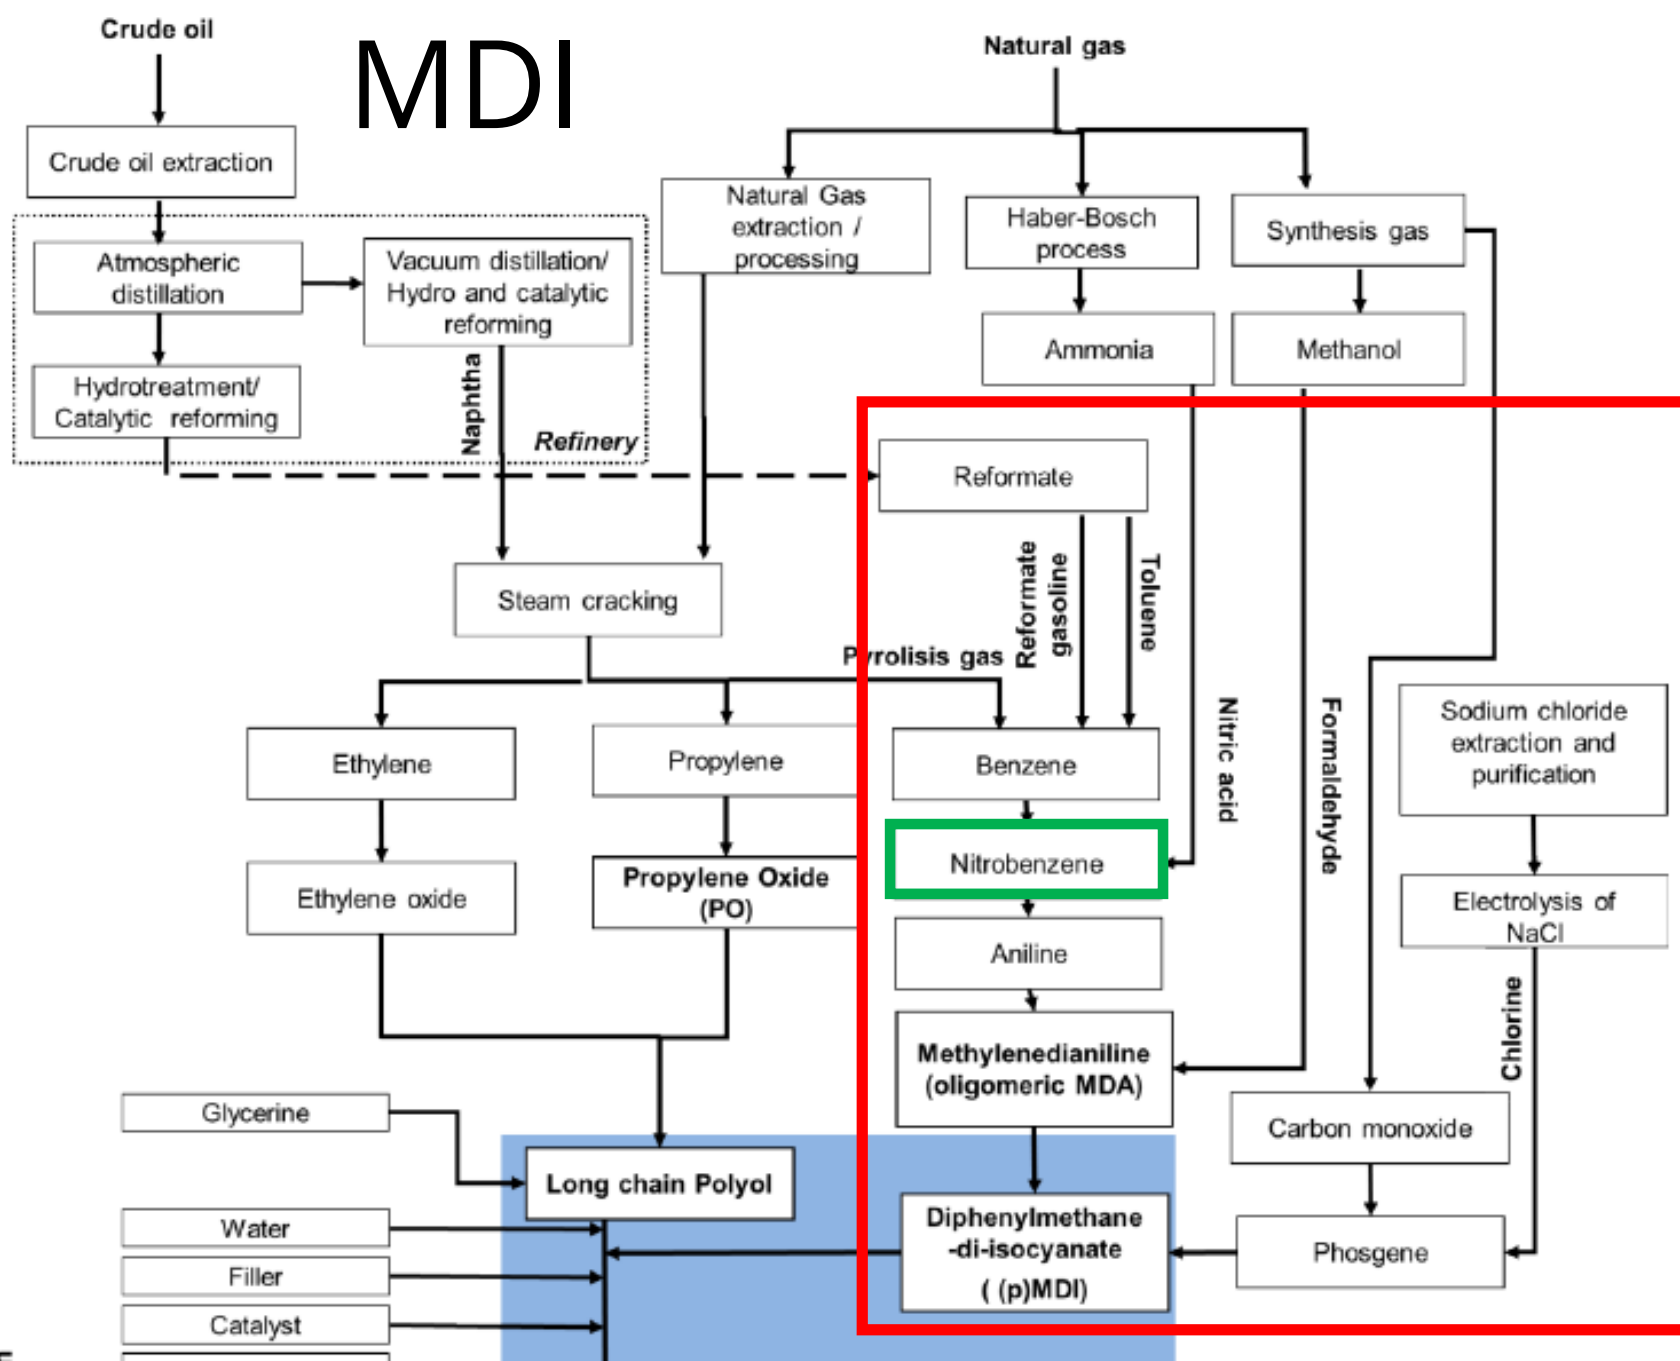 Crude oil
MDI
Natural gas
Crude oil extraction
Natural Gas
extraction /
processing
Haber-Bosch
process
Synthesis gas
Atmospheric
distillation
Vacuum distillation/
Hydro and catalytic
reforming
Ammonia
Methanol
Hydrotreatment/
Catalytic reforming
Naphtha
Refinery
Reformate
Reformate
gasoline
Toluene
Steam cracking
Pyrolisis gas
Nitric acid
Formaldehyde
Sodium chloride
extraction and
purification
Ethylene
Propylene
Benzene
Nitrobenzene
Ethylene oxide
Propylene Oxide
(PO)
Electrolysis of
NaCl
Aniline
Chlorine
Methylenedianiline
(oligomeric MDA)
Glycerine
Carbon monoxide
Long chain Polyol
Diphenylmethane
-di-isocyanate
( (p)MDI)
Water
Phosgene
Filler
Catalyst